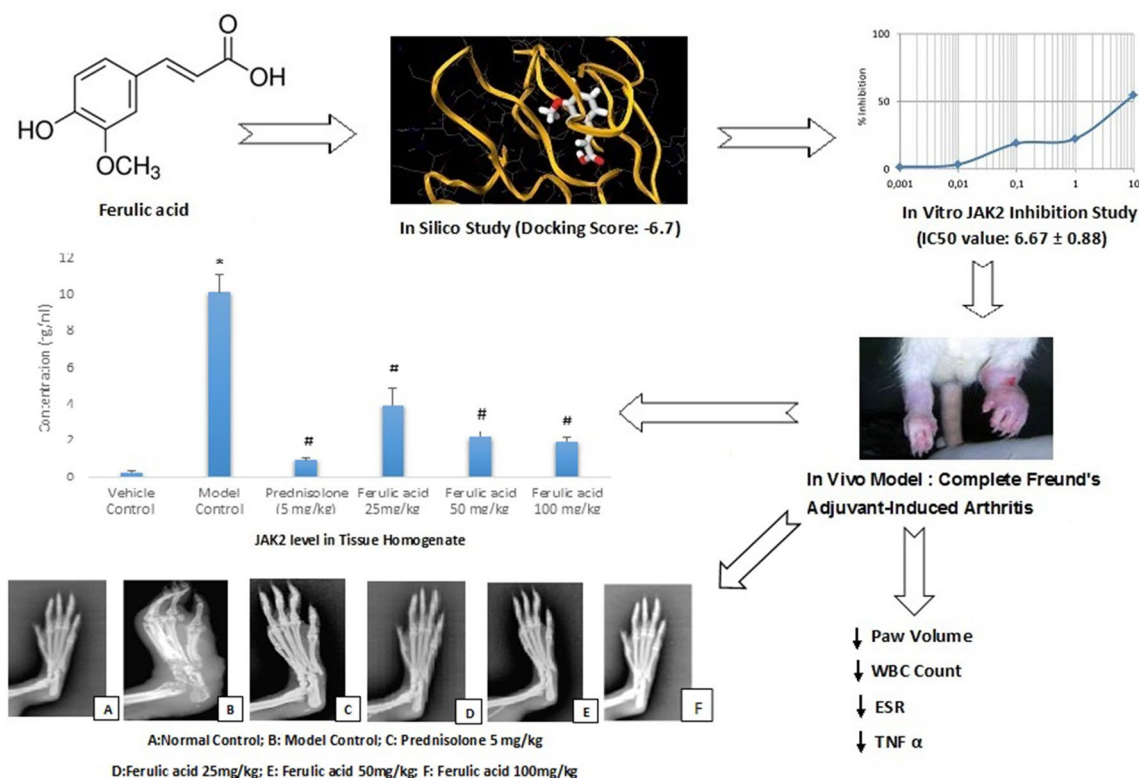 O
OH
HO
OCH3
Ferulic acid
In Silico Study (Docking Score: -6.7)
% Inhibition
100
50
0
0,001 0,01 0,1 1 10
In Vitro JAK2 Inhibition Study
(IC50 value: 6.67 ± 0.88)
Concentration
12
10
8
6
4
2
0
*
#
#
#
#
Vehicle Control
Model Control
Prednisolone (5 mg/kg)
Ferulic acid 25mg/kg
Ferulic acid 50 mg/kg
Ferulic acid 100 mg/kg
JAK2 level in Tissue Homogenate
In Vivo Model : Complete Freund's
Adjuvant-Induced Arthritis
A
B
C
D
E
F
A:Normal Control; B: Model Control; C: Prednisolone 5 mg/kg
D:Ferulic acid 25mg/kg; E: Ferulic acid 50mg/kg; F: Ferulic acid 100mg/kg
↓ Paw Volume
↓ WBC Count
↓ ESR
↓ TNF α